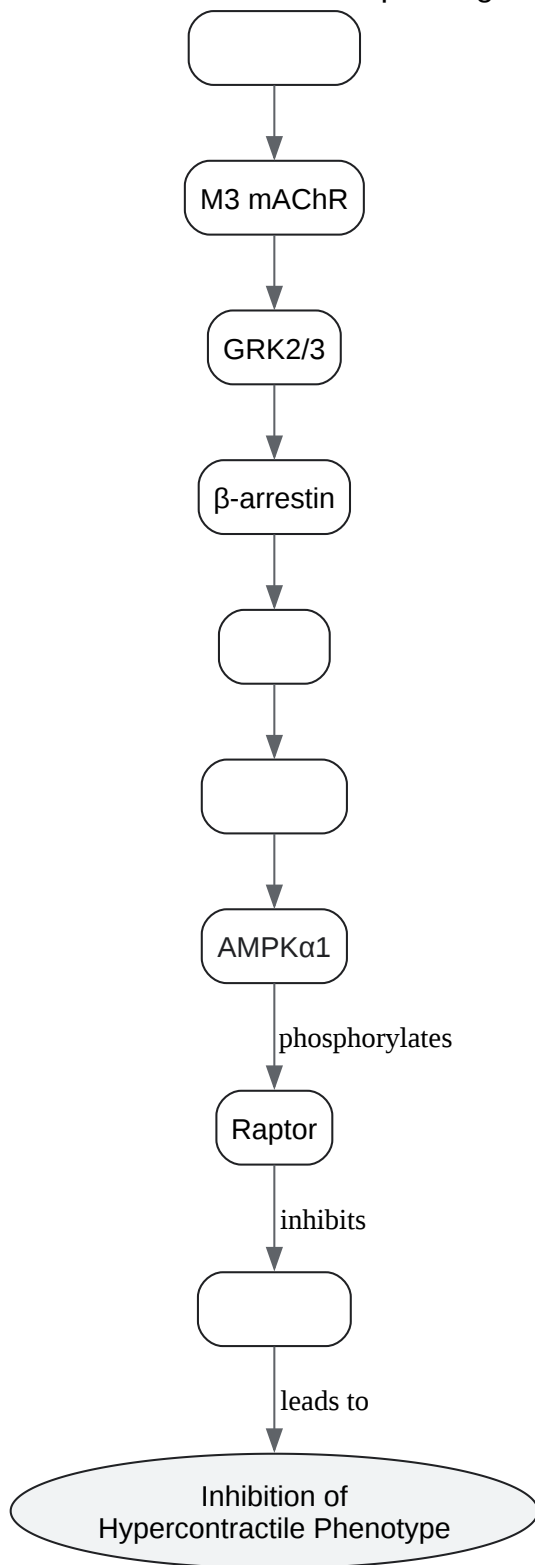 M3 mAChR
GRK2/3
β-arrestin
AMPKα1
phosphorylates
Raptor
inhibits
leads to
Inhibition of
Hypercontractile Phenotype